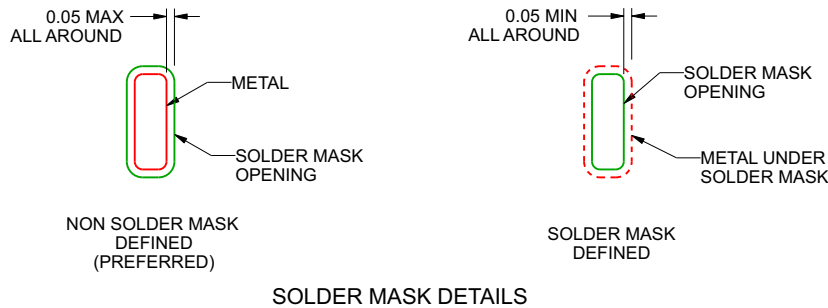 0.05 MAX
ALL AROUND
METAL
SOLDER MASK
OPENING
NON SOLDER MASK
DEFINED
(PREFERRED)
0.05 MIN
ALL AROUND
SOLDER MASK
OPENING
METAL UNDER
SOLDER MASK
SOLDER MASK
DEFINED
SOLDER MASK DETAILS